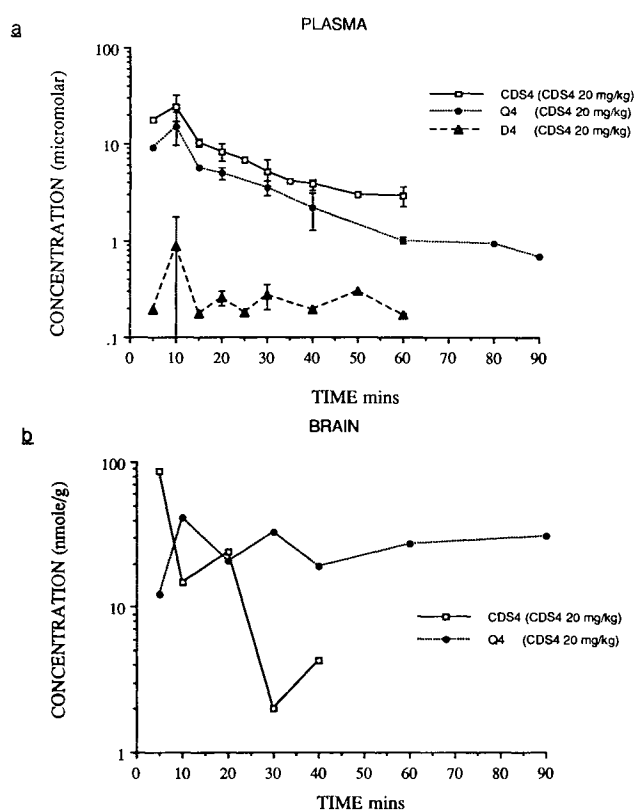 a
PLASMA
CONCENTRATION (micromolar)
100
10
1
.1
0 10 20 30 40 50 60 70 80 90
TIME mins
CDS4 (CDS4 20 mg/kg)
Q4 (CDS4 20 mg/kg)
D4 (CDS4 20 mg/kg)
b
BRAIN
CONCENTRATION (nmole/g)
100
10
1
0 10 20 30 40 50 60 70 80 90
TIME mins
CDS4 (CDS4 20 mg/kg)
Q4 (CDS4 20 mg/kg)